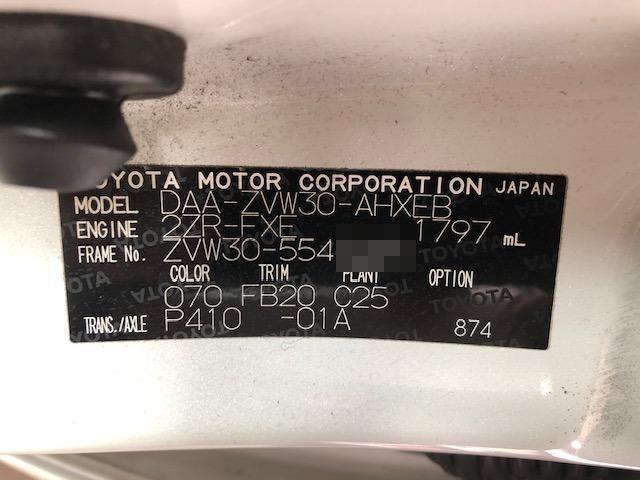 TOYOTA MOTOR CORPORATION JAPAN
MODEL DAA-ZVW30-AHXEB
ENGINE 2ZR-FXE 1797 mL
FRAME No. ZVW30-554
COLOR TRIM PLANT OPTION
070 FB20 C25
TRANS./AXLE P410 -01A 874